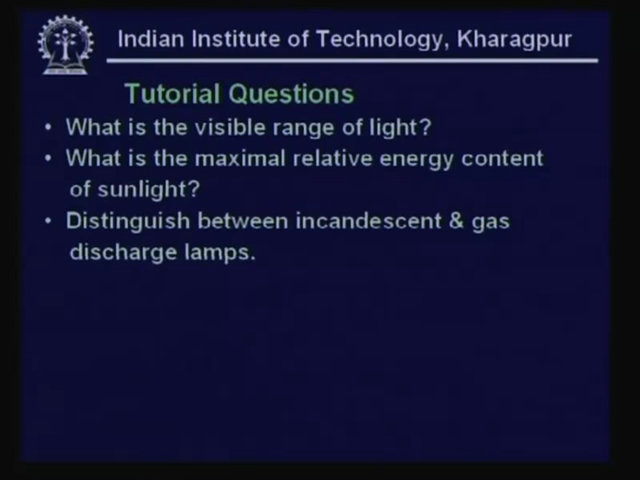 Indian Institute of Technology, Kharagpur
Tutorial Questions
• What is the visible range of light?
• What is the maximal relative energy content
of sunlight?
• Distinguish between incandescent & gas
discharge lamps.